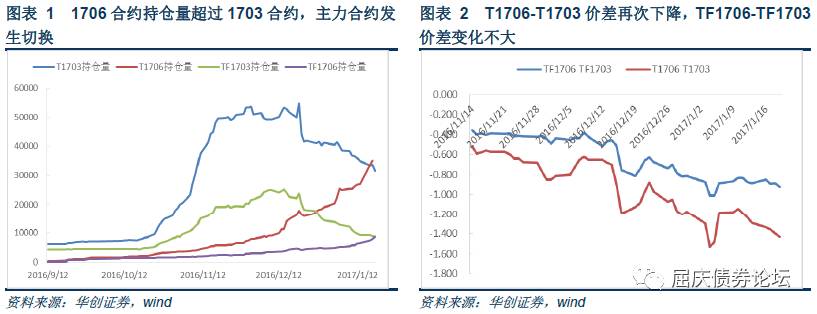 图表 1 1706 合约持仓量超过 1703 合约，主力合约发
生切换
T1703持仓量 T1706持仓量 TF1703持仓量 TF1706持仓量
60000
50000
40000
30000
20000
10000
0
2016/9/12 2016/10/12 2016/11/12 2016/12/12 2017/1/12
资料来源：华创证券，wind
图表 2 T1706-T1703 价差再次下降，TF1706-TF1703
价差变化不大
TF1706 TF1703 T1706 T1703
0.000
-0.200
-0.400
-0.600
-0.800
-1.000
-1.200
-1.400
-1.600
-1.800
2016/11/14 2016/11/21 2016/11/28 2016/12/5 2016/12/12 2016/12/19 2016/12/26 2017/1/2 2017/1/9 2017/1/16
屈庆债券论坛
资料来源：华创证券，wind